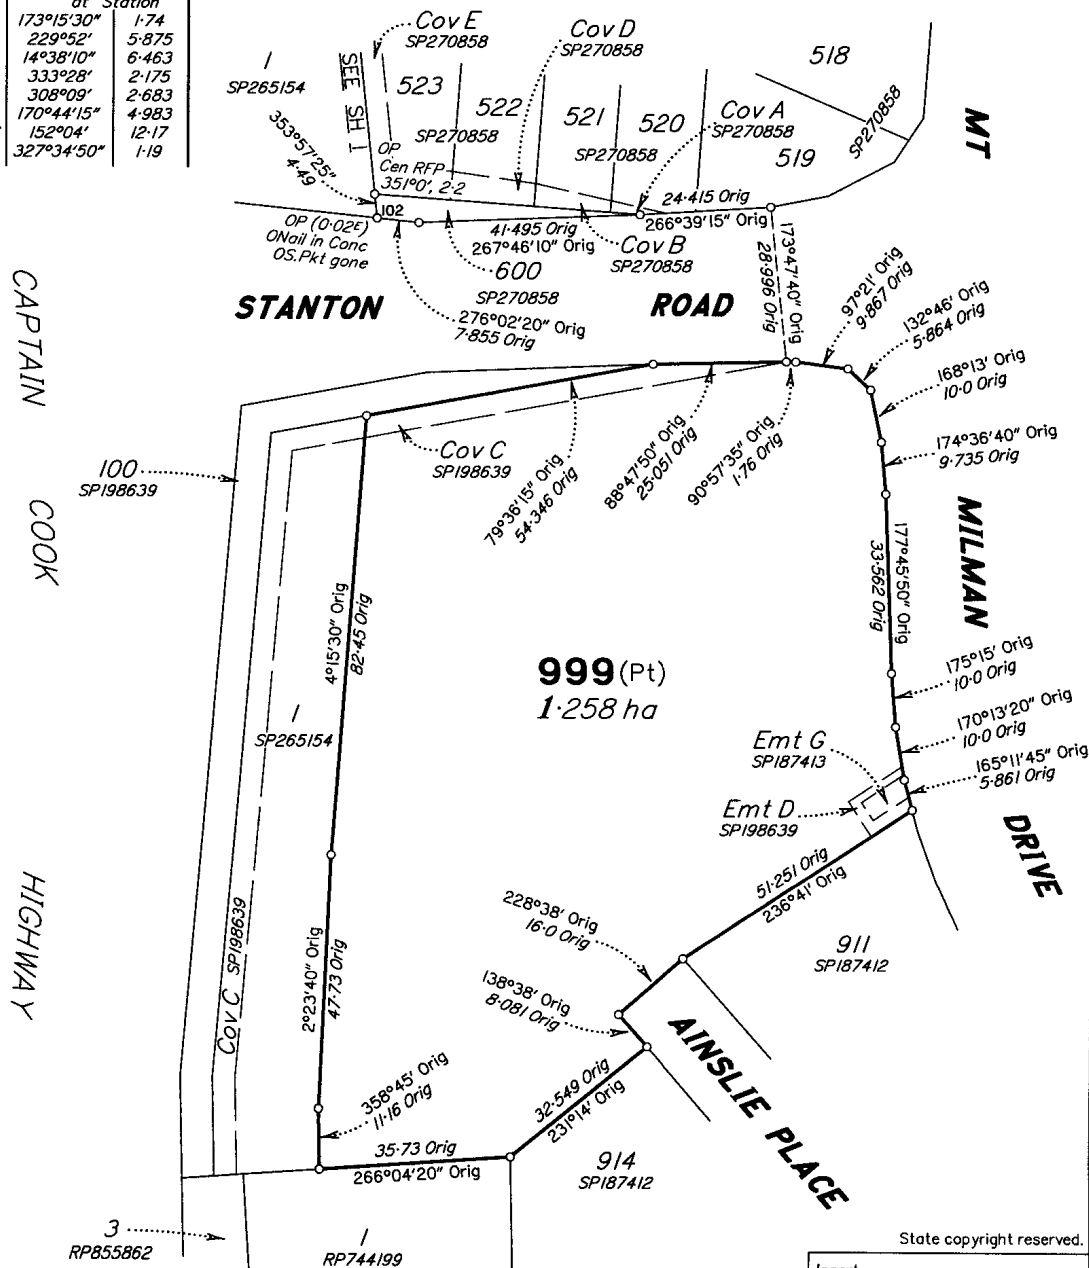 at Station
173°15'30" 1·74
229°52' 5·875
14°38'10" 6·463
333°28' 2·175
308°09' 2·683
170°44'15" 4·983
152°04' 12·17
327°34'50" 1·19
1
SP265154
SEE SH 1
Cov E
SP270858
Cov D
SP270858
523
522
SP270858
521
SP270858
520
Cov A
SP270858
519
518
SP270858
MT
353°57'25"
4·49
OP
Cen RFP
351°0', 2·2
102
OP (0·02E)
ONail in Conc
OS.Pkt gone
41·495 Orig
267°46'10" Orig
24·415 Orig
266°39'15" Orig
Cov B
SP270858
600
SP270858
276°02'20" Orig
7·855 Orig
173°47'40" Orig
28·996 Orig
STANTON ROAD
97°21' Orig
9·867 Orig
132°46' Orig
5·864 Orig
168°13' Orig
10·0 Orig
174°36'40" Orig
9·735 Orig
CAPTAIN
COOK
HIGHWAY
100
SP198639
Cov C
SP198639
79°36'15" Orig
54·346 Orig
88°47'50" Orig
25·051 Orig
90°57'35" Orig
1·76 Orig
MILMAN
177°45'50" Orig
33·562 Orig
4°15'30" Orig
82·45 Orig
999 (Pt)
1·258 ha
1
SP265154
175°15' Orig
10·0 Orig
170°13'20" Orig
10·0 Orig
165°11'45" Orig
5·861 Orig
Emt G
SP187413
Emt D
SP198639
DRIVE
51·251 Orig
236°41' Orig
Cov C SP198639
2°23'40" Orig
47·73 Orig
228°38' Orig
16·0 Orig
138°38' Orig
8·081 Orig
911
SP187412
AINSLIE PLACE
358°45' Orig
11·16 Orig
32·549 Orig
231°14' Orig
35·73 Orig
266°04'20" Orig
914
SP187412
3
RP855862
1
RP744199
State copyright reserved.